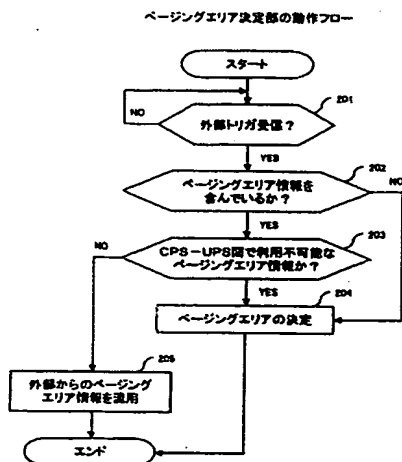 ページングエリア決定部の動作フロー
スタート
201
外部トリガ受信？
NO
YES
202
ページングエリア情報を
含んでいるか？
NO
YES
203
CPS－UPS間で利用不可能な
ページングエリア情報か？
NO
YES
204
ページングエリアの決定
205
外部からのページング
エリア情報を流用
エンド